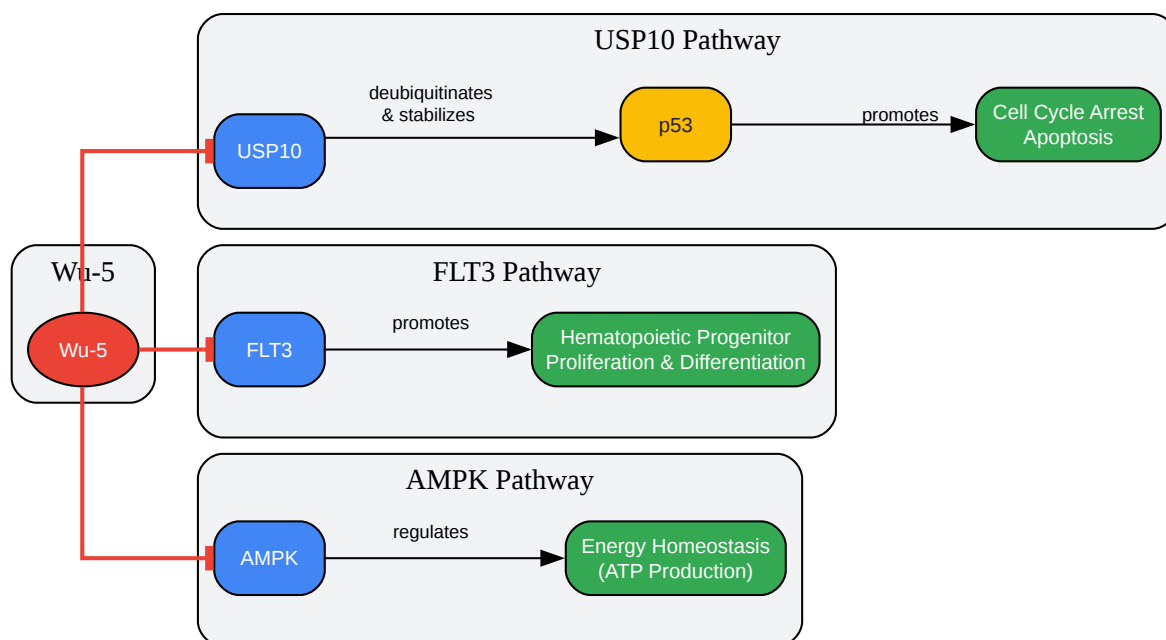 USP10 Pathway
deubiquitinates
& stabilizes
USP10
p53
promotes
Cell Cycle Arrest
Apoptosis
Wu-5
Wu-5
FLT3 Pathway
promotes
FLT3
Hematopoietic Progenitor
Proliferation & Differentiation
AMPK Pathway
regulates
AMPK
Energy Homeostasis
(ATP Production)